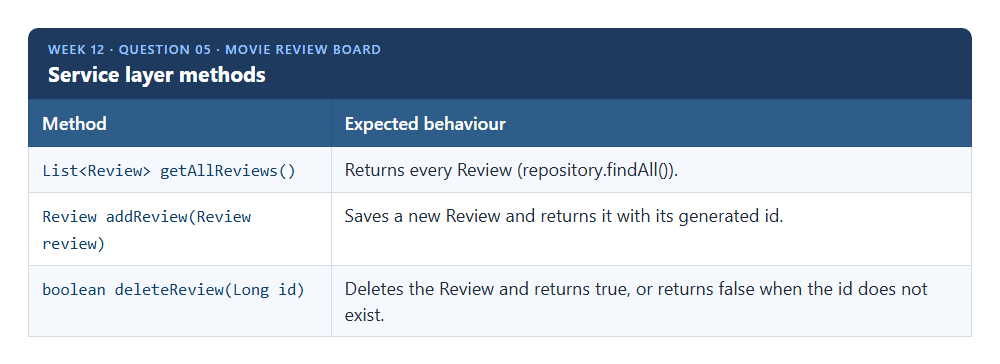 WEEK 12 · QUESTION 05 · MOVIE REVIEW BOARD
Service layer methods
Method
Expected behaviour
List<Review> getAllReviews()
Returns every Review (repository.findAll()).
Review addReview(Review
review)
Saves a new Review and returns it with its generated id.
boolean deleteReview(Long id)
Deletes the Review and returns true, or returns false when the id does not
exist.